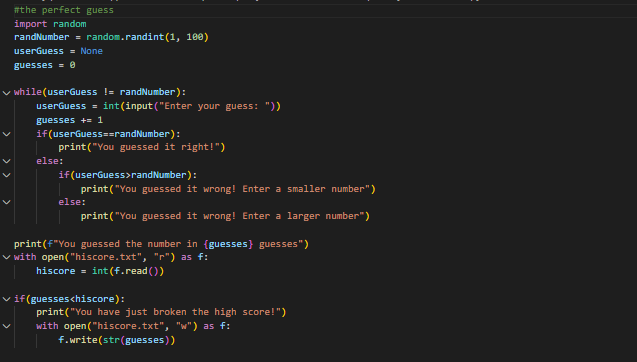 #the perfect guess
import random
randNumber = random.randint(1, 100)
userGuess = None
guesses = 0

while(userGuess != randNumber):
    userGuess = int(input("Enter your guess: "))
    guesses += 1
    if(userGuess==randNumber):
        print("You guessed it right!")
    else:
        if(userGuess>randNumber):
            print("You guessed it wrong! Enter a smaller number")
        else:
            print("You guessed it wrong! Enter a larger number")

print(f"You guessed the number in {guesses} guesses")
with open("hiscore.txt", "r") as f:
    hiscore = int(f.read())

if(guesses<hiscore):
    print("You have just broken the high score!")
    with open("hiscore.txt", "w") as f:
        f.write(str(guesses))